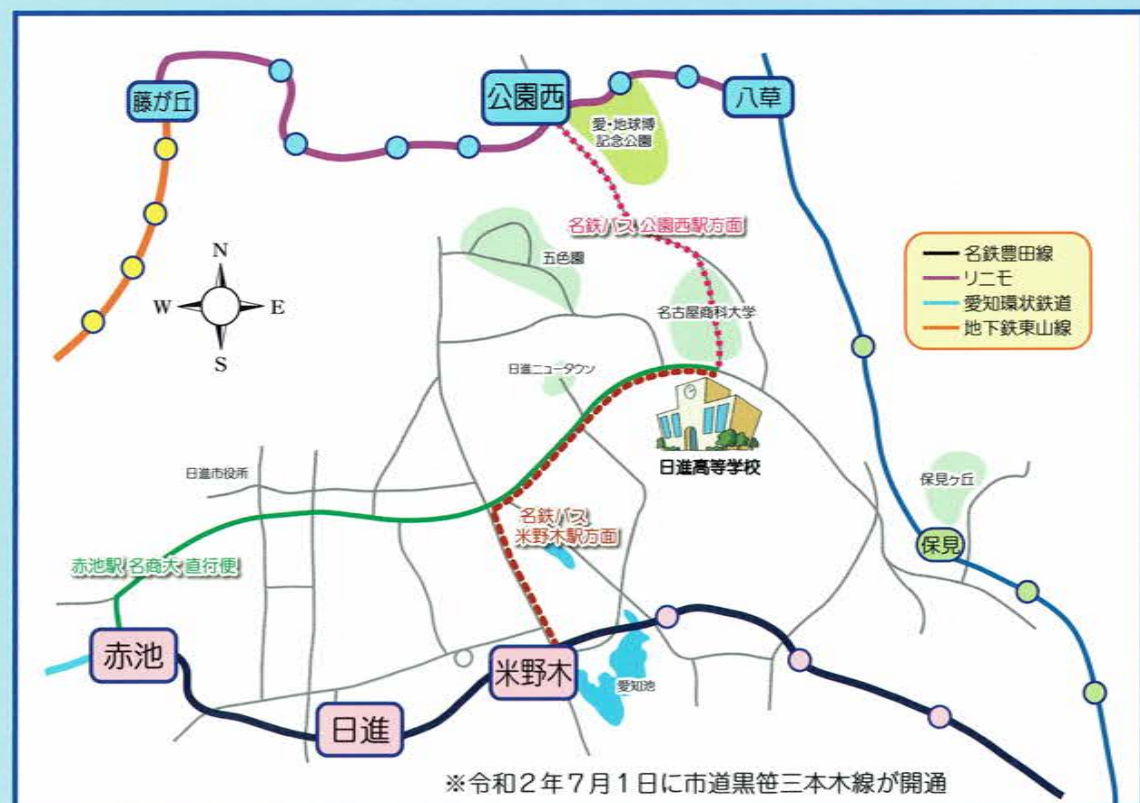 藤が丘
公園西
八草
愛・地球博
記念公園
名鉄バス 公園西駅方面
五色園
名古屋商科大学
N
W
E
S
名鉄豊田線
リニモ
愛知環状鉄道
地下鉄東山線
日進ニュータウン
日進高等学校
日進市役所
保見ヶ丘
保見
名鉄バス
米野木駅方面
赤池駅 名商大 直行便
赤池
米野木
愛知池
日進
※令和2年7月1日に市道黒笹三本木線が開通